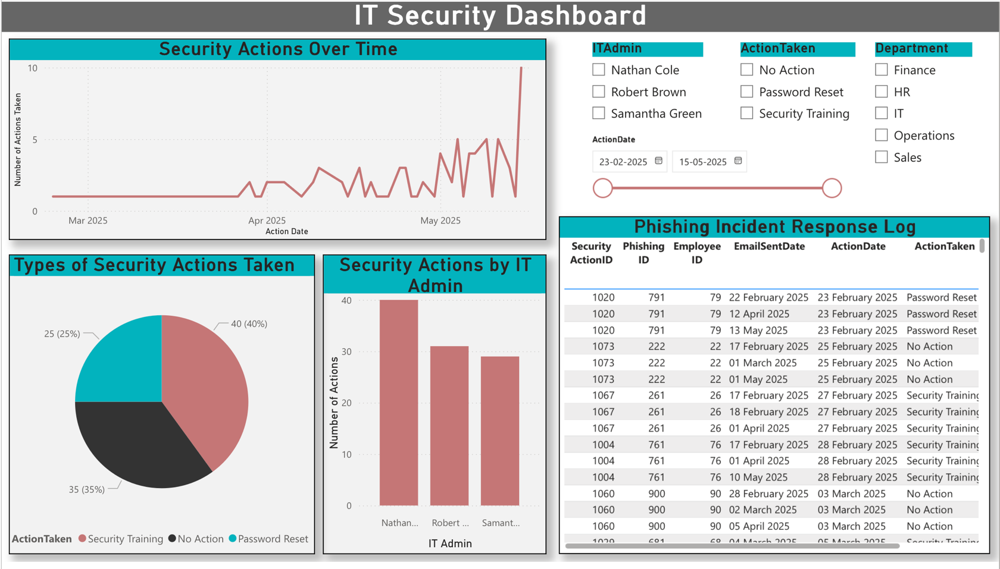 IT Security Dashboard
Security Actions Over Time
Number of Actions Taken
10
5
0
Mar 2025
Apr 2025
May 2025
Action Date
ITAdmin
Nathan Cole
Robert Brown
Samantha Green
ActionTaken
No Action
Password Reset
Security Training
Department
Finance
HR
IT
Operations
Sales
ActionDate
23-02-2025
15-05-2025
Types of Security Actions Taken
25 (25%)
40 (40%)
35 (35%)
ActionTaken Security Training No Action Password Reset
Security Actions by IT
Admin
Number of Actions
40
30
20
10
0
Nathan...
Robert ...
Samant...
IT Admin
Phishing Incident Response Log
Security ActionID Phishing ID Employee ID EmailSentDate ActionDate ActionTaken
1020 791 79 22 February 2025 23 February 2025 Password Reset
1020 791 79 12 April 2025 23 February 2025 Password Reset
1020 791 79 13 May 2025 23 February 2025 Password Reset
1073 222 22 17 February 2025 25 February 2025 No Action
1073 222 22 01 March 2025 25 February 2025 No Action
1073 222 22 01 May 2025 25 February 2025 No Action
1067 261 26 17 February 2025 27 February 2025 Security Training
1067 261 26 18 February 2025 27 February 2025 Security Training
1067 261 26 01 April 2025 27 February 2025 Security Training
1004 761 76 17 February 2025 28 February 2025 Security Training
1004 761 76 01 April 2025 28 February 2025 Security Training
1004 761 76 10 May 2025 28 February 2025 Security Training
1060 900 90 28 February 2025 03 March 2025 No Action
1060 900 90 02 March 2025 03 March 2025 No Action
1060 900 90 05 April 2025 03 March 2025 No Action
1029 681 68 04 March 2025 05 March 2025 Security Training